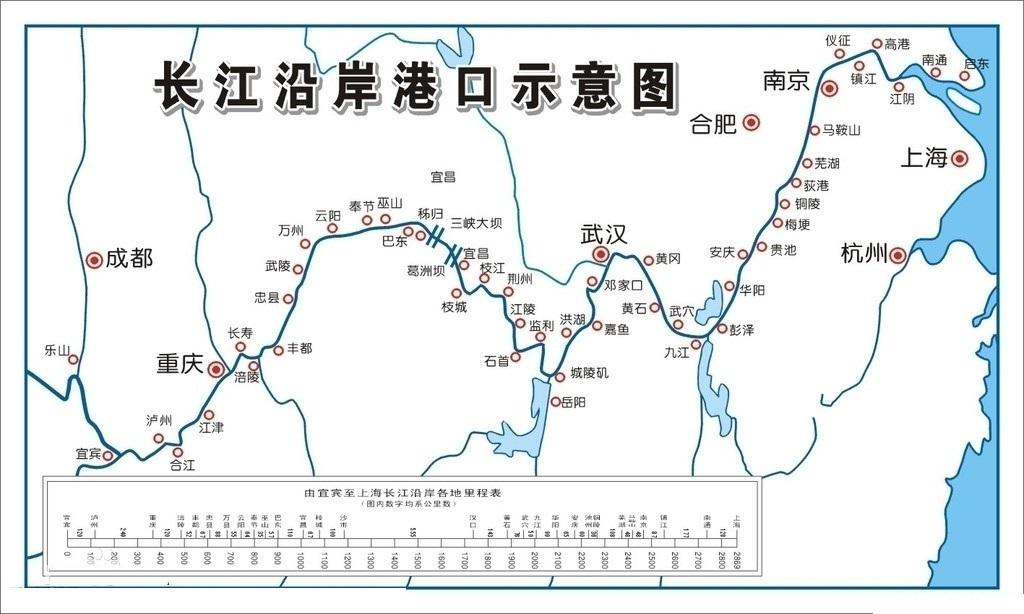 长江沿岸港口示意图
仪征
高港
南通
启东
镇江
江阴
南京
合肥
马鞍山
上海
芜湖
荻港
铜陵
梅埂
宜昌
奉节
巫山
秭归
三峡大坝
云阳
巴东
万州
武汉
安庆
贵池
杭州
成都
武陵
葛洲坝
宜昌
枝江
荆州
黄冈
邓家口
华阳
忠县
枝城
江陵
黄石
武穴
彭泽
长寿
监利
洪湖
嘉鱼
九江
乐山
重庆
丰都
涪陵
石首
城陵矶
岳阳
泸州
江津
宜宾
合江
由宜宾至上海长江沿岸各地里程表
(图内数字均系公里数)
宜宾 泸州 重庆 涪陵 丰都 忠县 万县 云阳 奉节 巫山 巴东 宜昌 枝城 沙市 汉口 黄石 武穴 九江 华阳 安庆 池州 铜陵 芜湖 马鞍山 南京 镇江 南通 上海
0 100 200 300 400 500 600 700 800 900 1000 1100 1200 1300 1400 1500 1600 1700 1800 1900 2000 2100 2200 2300 2400 2500 2600 2700 2800 2869